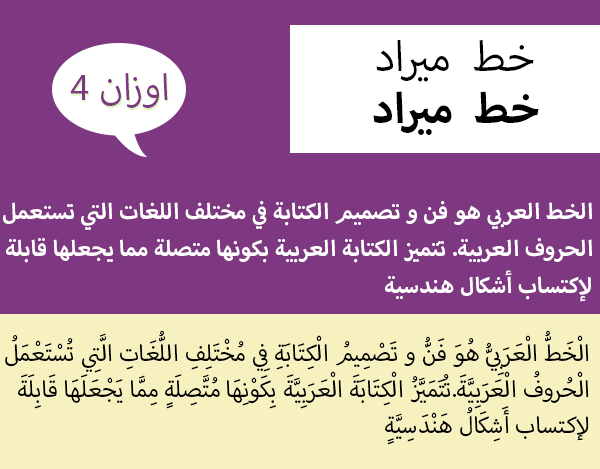 خط ميراد
خط ميراد
اوزان 4
الخط العربي هو فن و تصميم الكتابة في مختلف اللغات التي تستعمل
الحروف العربية. تتميز الكتابة العربية بكونها متصلة مما يجعلها قابلة
لإكتساب أشكال هندسية
الْخَطُّ الْعَرَبِيُّ هُوَ فَنُّ و تَصْمِيمُ الْكِتَابَةِ فِي مُخْتَلِفِ اللُّغَاتِ الَّتِي تُسْتَعْمَلُ
الْحُروفُ الْعَرَبِيَّةَ.تُتَمَيَّزُ الْكِتَابَةَ الْعَرَبِيَّةَ بِكَوْنِهَا مُتَّصِلَةٍ مِمَّا يَجْعَلَهَا قَابِلَةَ
لإكتساب أَشِكَالُ هَنْدَسِيَّةٍ